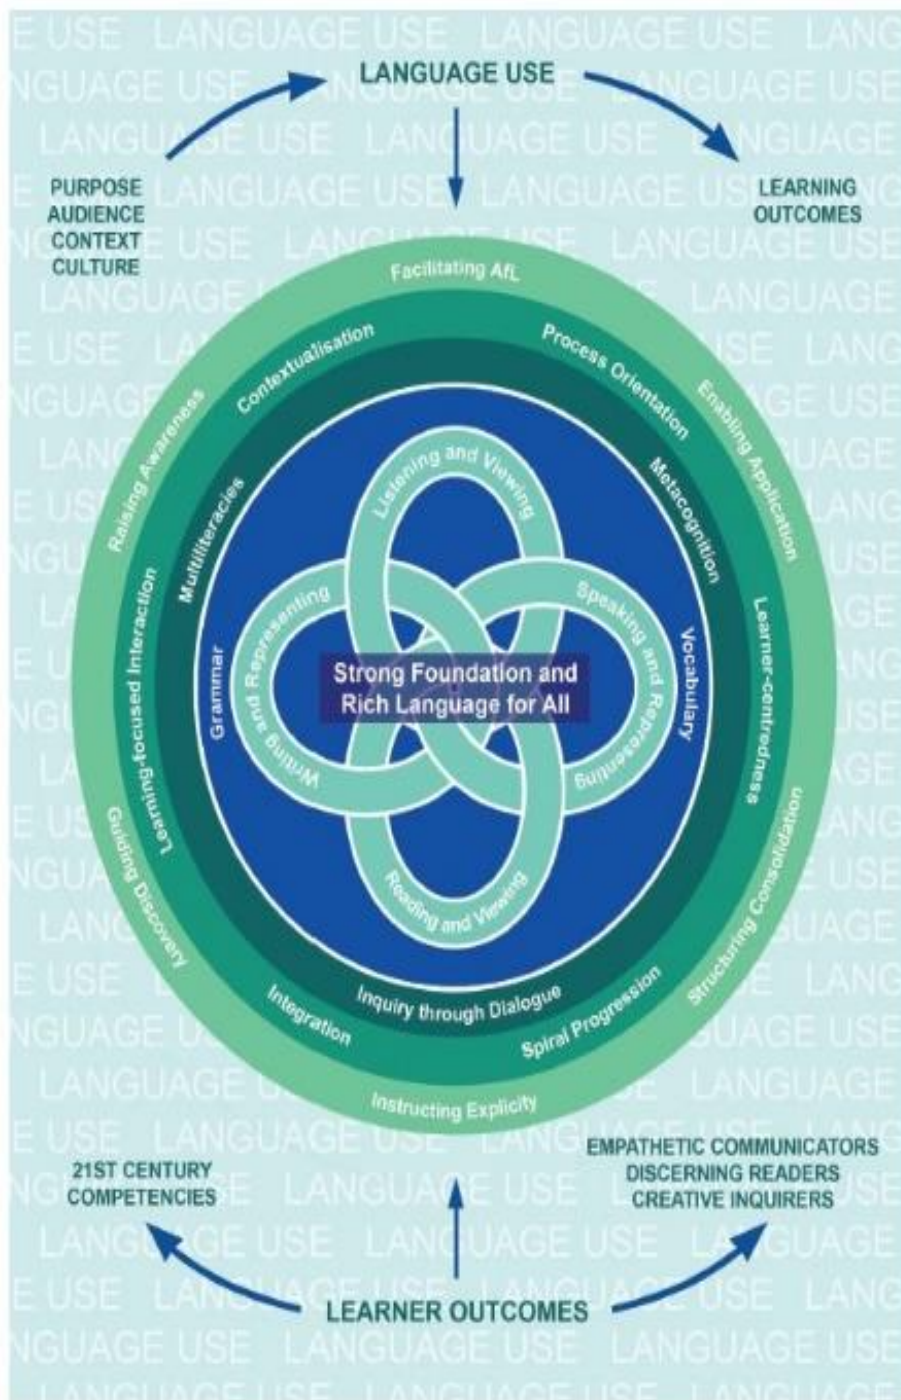 LANGUAGE USE
PURPOSE
AUDIENCE
CONTEXT
CULTURE
LEARNING
OUTCOMES
Facilitating AfL
Raising Awareness
Enabling Application
Guiding Discovery
Structuring Consolidation
Instructing Explicity
Contextualisation
Process Orientation
Learning-focused Interaction
Learner-centredness
Integration
Spiral Progression
Multiliteracies
Metacognition
Inquiry through Dialogue
Grammar
Vocabulary
Listening and Viewing
Writing and Representing
Speaking and Representing
Reading and Viewing
Strong Foundation and
Rich Language for All
21ST CENTURY
COMPETENCIES
EMPATHETIC COMMUNICATORS
DISCERNING READERS
CREATIVE INQUIRERS
LEARNER OUTCOMES